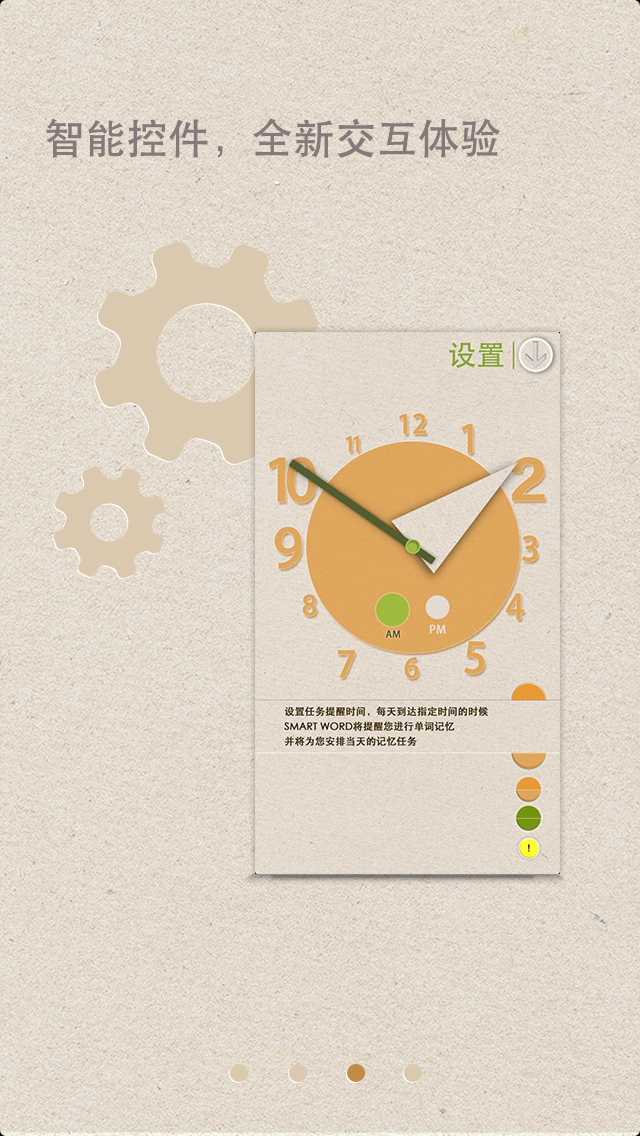 智能控件，全新交互体验
设置
12
11
1
10
2
9
3
8
4
AM
PM
7
6
5
设置任务提醒时间，每天到达指定时间的时候
SMART WORD将提醒您进行单词记忆
并将为您安排当天的记忆任务
!